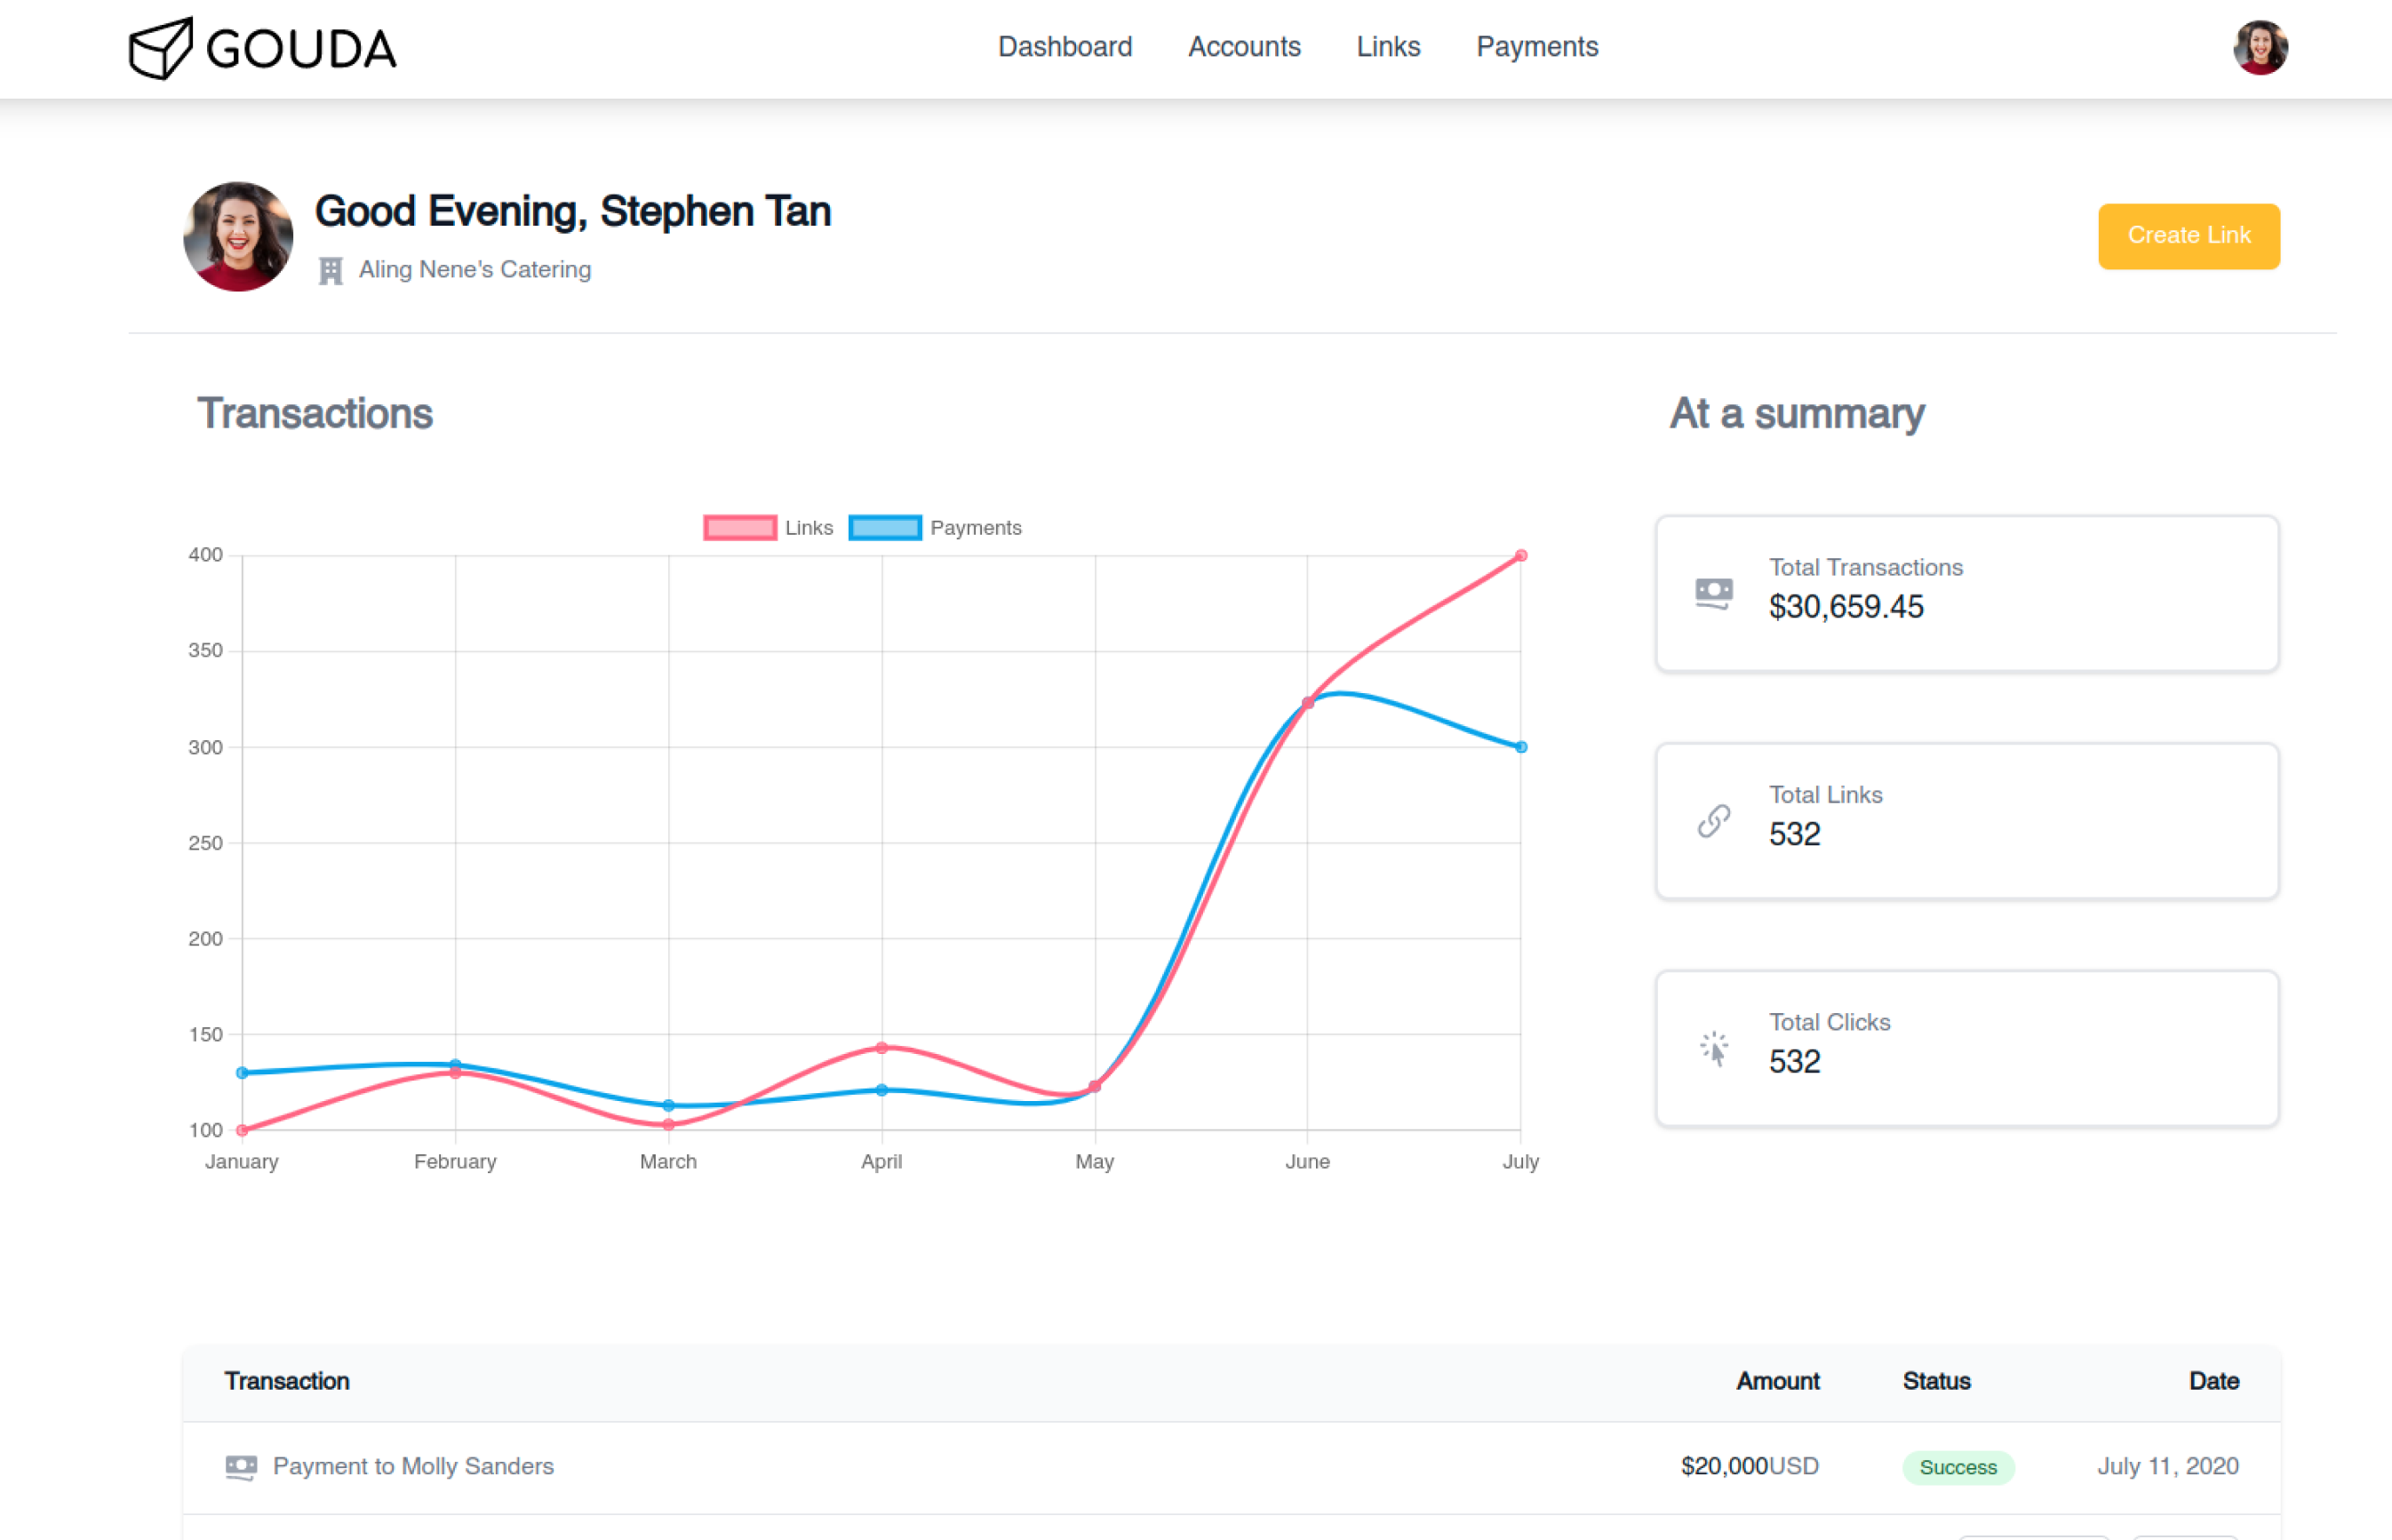 GOUDA
Dashboard Accounts Links Payments
Good Evening, Stephen Tan
Aling Nene's Catering
Create Link
Transactions
Links Payments
400
350
300
250
200
150
100
January February March April May June July
At a summary
Total Transactions
$30,659.45
Total Links
532
Total Clicks
532
Transaction Amount Status Date
Payment to Molly Sanders $20,000USD Success July 11, 2020